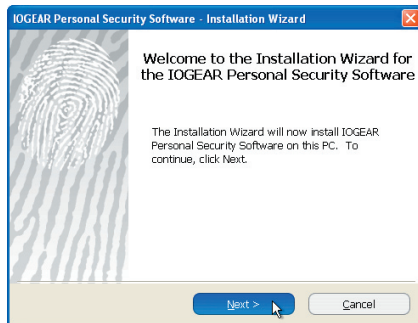 IOGEAR Personal Security Software - Installation Wizard
Welcome to the Installation Wizard for
the IOGEAR Personal Security Software
The Installation Wizard will now install IOGEAR
Personal Security Software on this PC. To
continue, click Next.
Next >
Cancel